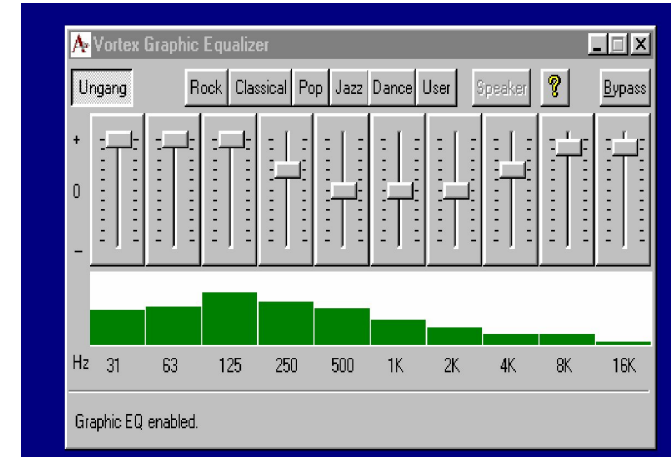 Vortex Graphic Equalizer
Ungang Rock Classical Pop Jazz Dance User Speaker ? Bypass
+
0
–
Hz 31 63 125 250 500 1K 2K 4K 8K 16K
Graphic EQ enabled.